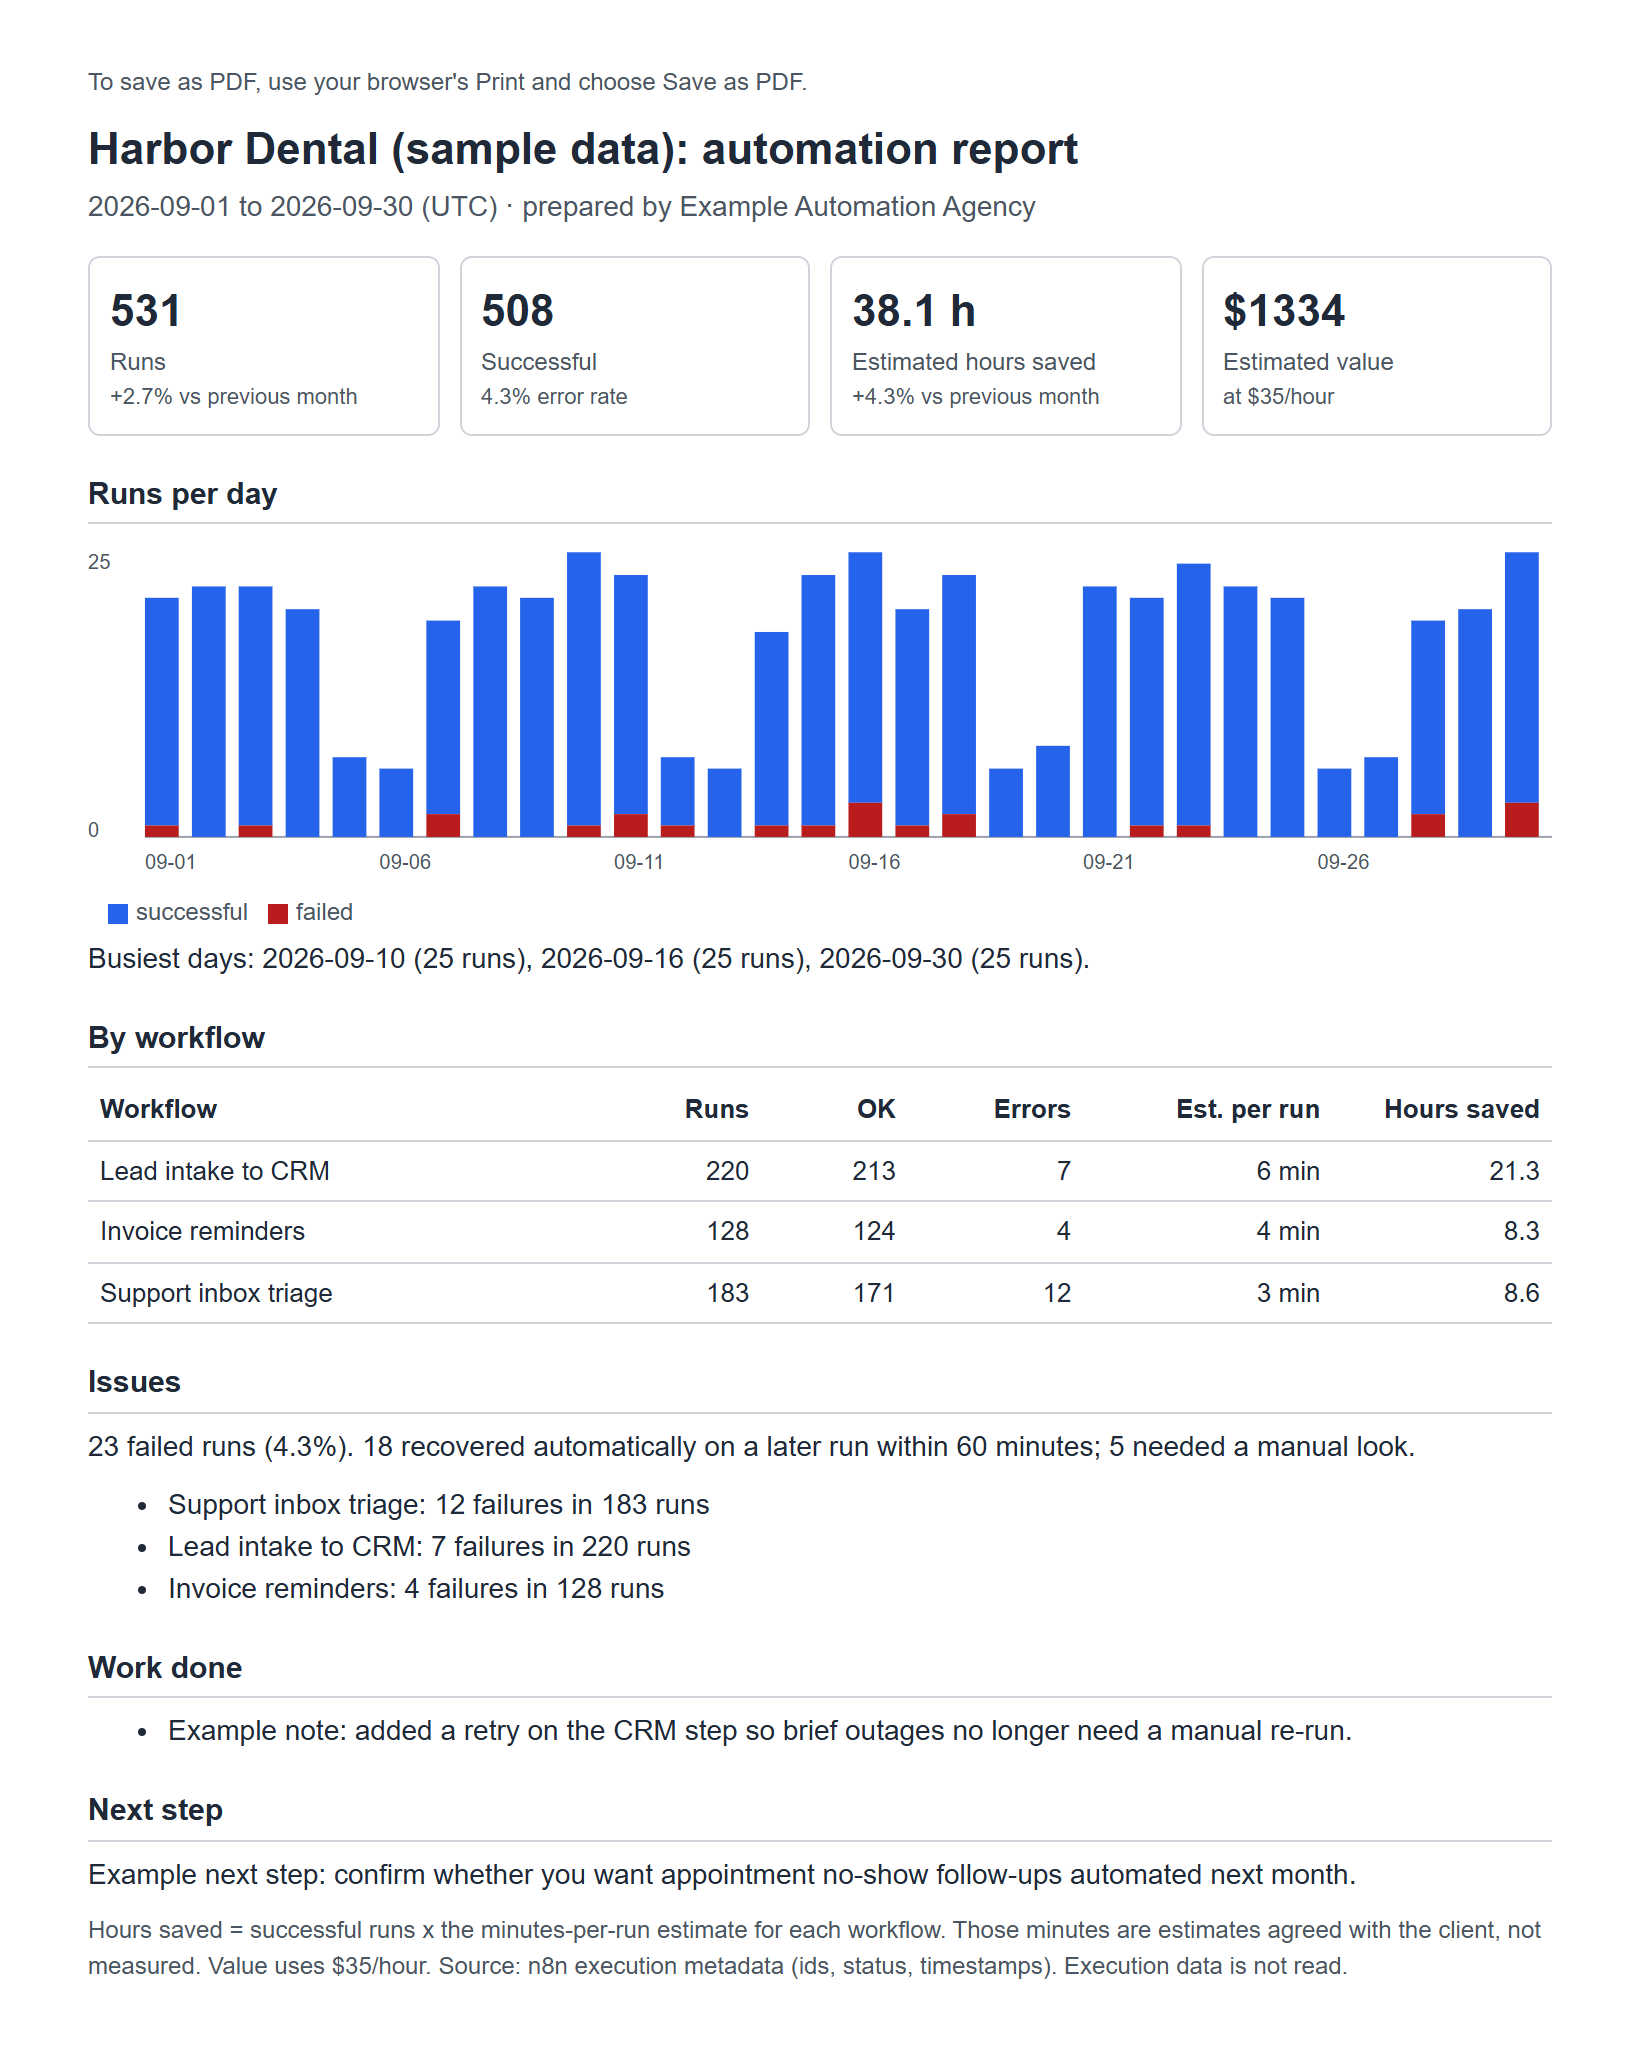 To save as PDF, use your browser's Print and choose Save as PDF.
Harbor Dental (sample data): automation report
2026-09-01 to 2026-09-30 (UTC) · prepared by Example Automation Agency
531
Runs
+2.7% vs previous month
508
Successful
4.3% error rate
38.1 h
Estimated hours saved
+4.3% vs previous month
$1334
Estimated value
at $35/hour
Runs per day
25
0
09-01 09-06 09-11 09-16 09-21 09-26
successful failed
Busiest days: 2026-09-10 (25 runs), 2026-09-16 (25 runs), 2026-09-30 (25 runs).
By workflow
Workflow Runs OK Errors Est. per run Hours saved
Lead intake to CRM 220 213 7 6 min 21.3
Invoice reminders 128 124 4 4 min 8.3
Support inbox triage 183 171 12 3 min 8.6
Issues
23 failed runs (4.3%). 18 recovered automatically on a later run within 60 minutes; 5 needed a manual look.
• Support inbox triage: 12 failures in 183 runs
• Lead intake to CRM: 7 failures in 220 runs
• Invoice reminders: 4 failures in 128 runs
Work done
• Example note: added a retry on the CRM step so brief outages no longer need a manual re-run.
Next step
Example next step: confirm whether you want appointment no-show follow-ups automated next month.
Hours saved = successful runs x the minutes-per-run estimate for each workflow. Those minutes are estimates agreed with the client, not
measured. Value uses $35/hour. Source: n8n execution metadata (ids, status, timestamps). Execution data is not read.